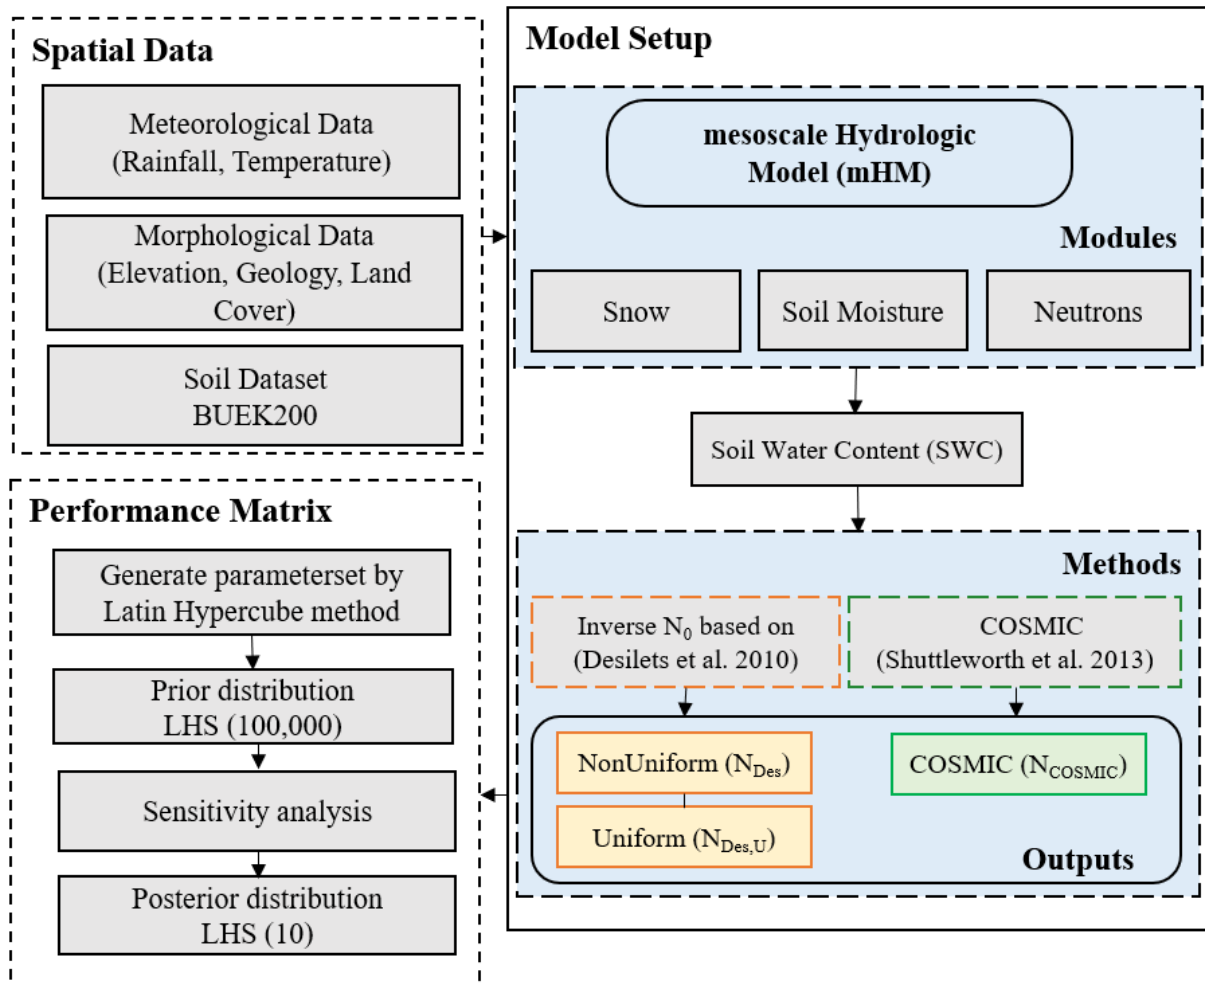 Spatial Data
Meteorological Data
(Rainfall, Temperature)
Morphological Data
(Elevation, Geology, Land
Cover)
Soil Dataset
BUEK200
Performance Matrix
Generate parameterset by
Latin Hypercube method
Prior distribution
LHS (100,000)
Sensitivity analysis
Posterior distribution
LHS (10)
Model Setup
mesoscale Hydrologic
Model (mHM)
Modules
Snow
Soil Moisture
Neutrons
Soil Water Content (SWC)
Methods
Inverse N₀ based on
(Desilets et al. 2010)
COSMIC
(Shuttleworth et al. 2013)
NonUniform (N_Des)
Uniform (N_Des,U)
COSMIC (N_COSMIC)
Outputs